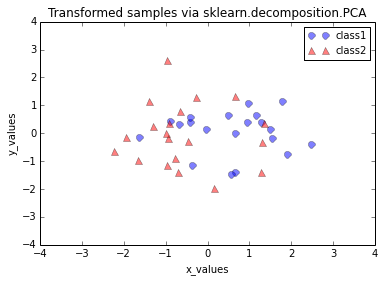 Transformed samples via sklearn.decomposition.PCA
class1
class2
4
3
2
1
0
−1
−2
−3
−4
y_values
−4 −3 −2 −1 0 1 2 3 4
x_values